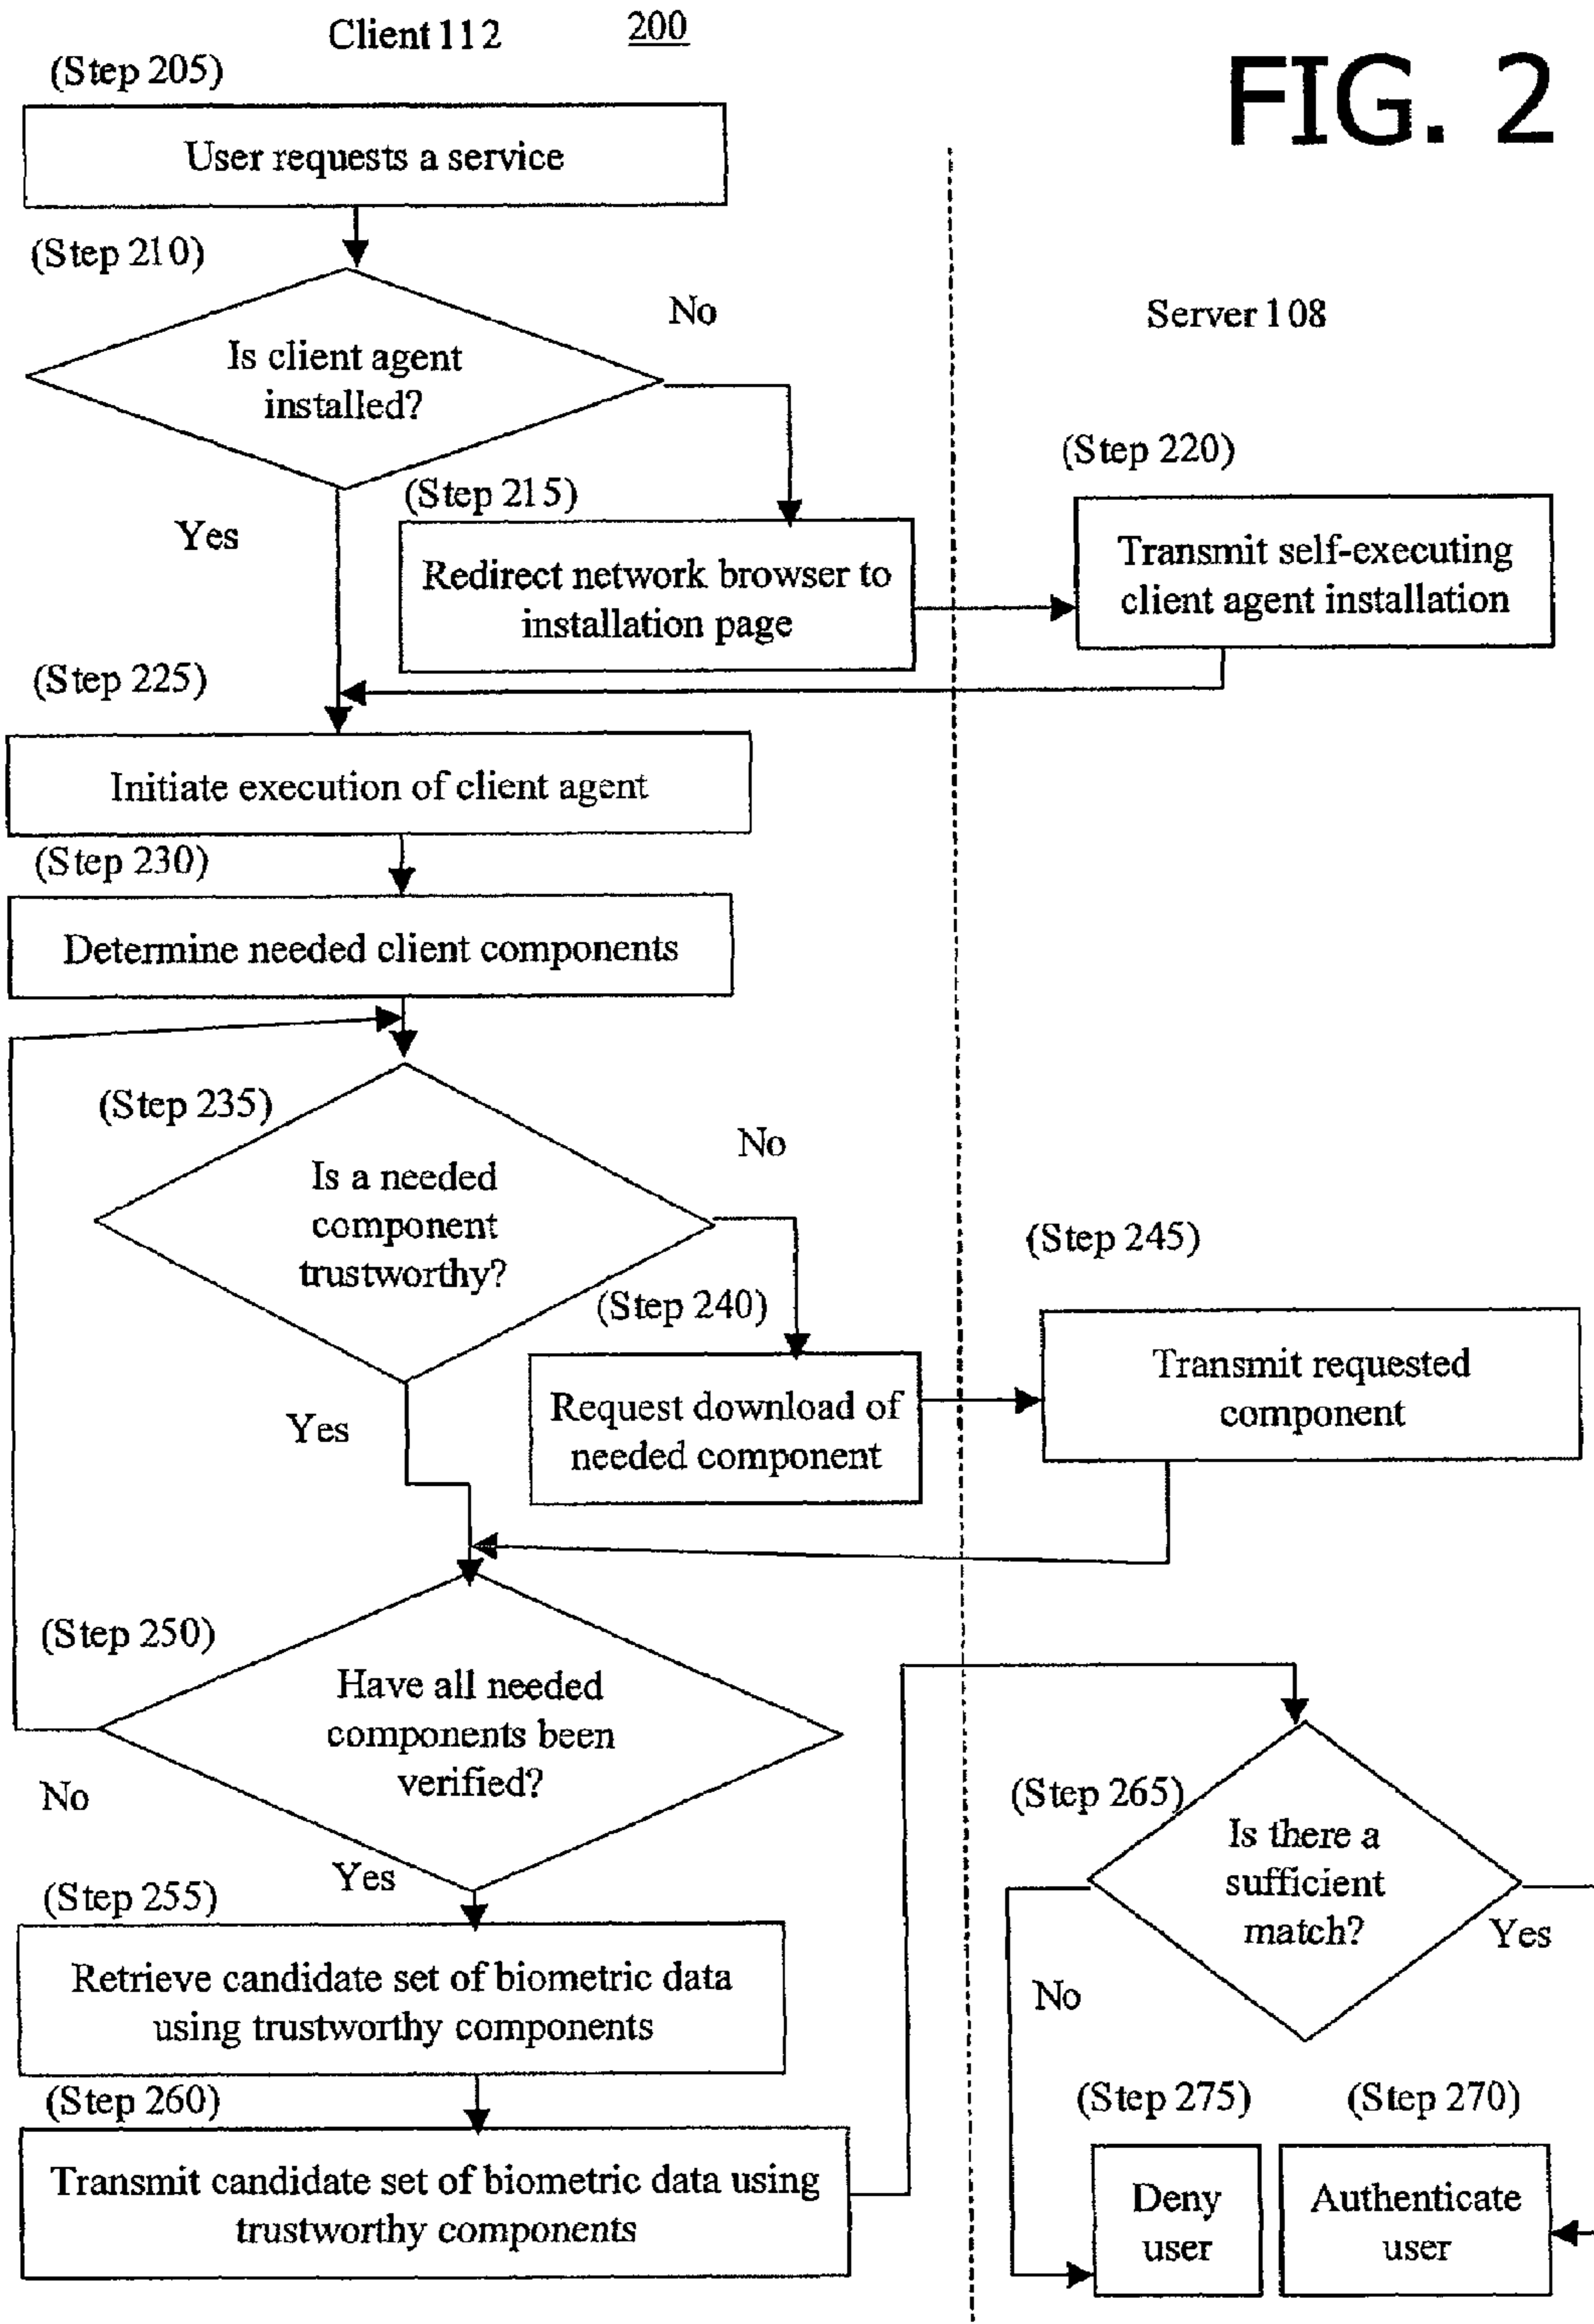 Client 112
200
FIG. 2
(Step 205)
User requests a service
(Step 210)
Is client agent
installed?
No
Yes
Server 108
(Step 215)
Redirect network browser to
installation page
(Step 220)
Transmit self-executing
client agent installation
(Step 225)
Initiate execution of client agent
(Step 230)
Determine needed client components
(Step 235)
Is a needed
component
trustworthy?
No
Yes
(Step 240)
Request download of
needed component
(Step 245)
Transmit requested
component
(Step 250)
Have all needed
components been
verified?
No
Yes
(Step 255)
Retrieve candidate set of biometric data
using trustworthy components
(Step 260)
Transmit candidate set of biometric data using
trustworthy components
(Step 265)
Is there a
sufficient
match?
Yes
No
(Step 275)
Deny
user
(Step 270)
Authenticate
user